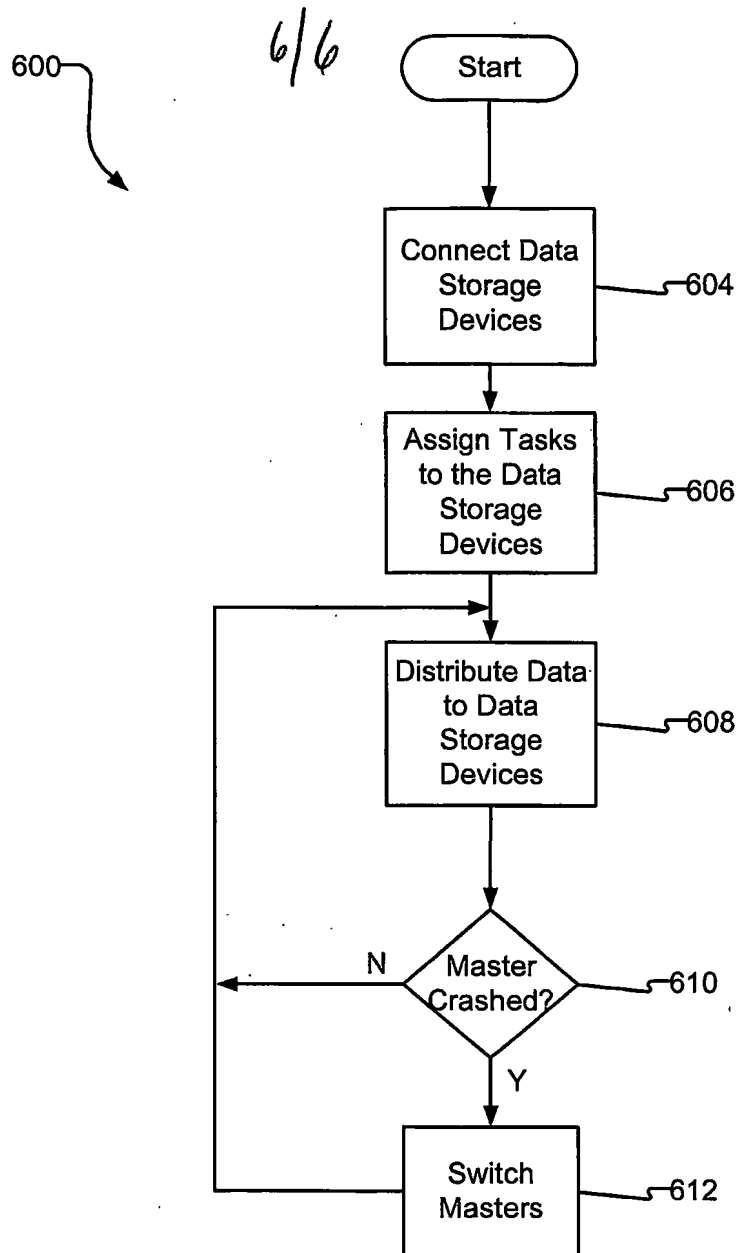 6/6
600
Start
Connect Data
Storage
Devices
604
Assign Tasks
to the Data
Storage
Devices
606
Distribute Data
to Data
Storage
Devices
608
N
Master
Crashed?
610
Y
Switch
Masters
612